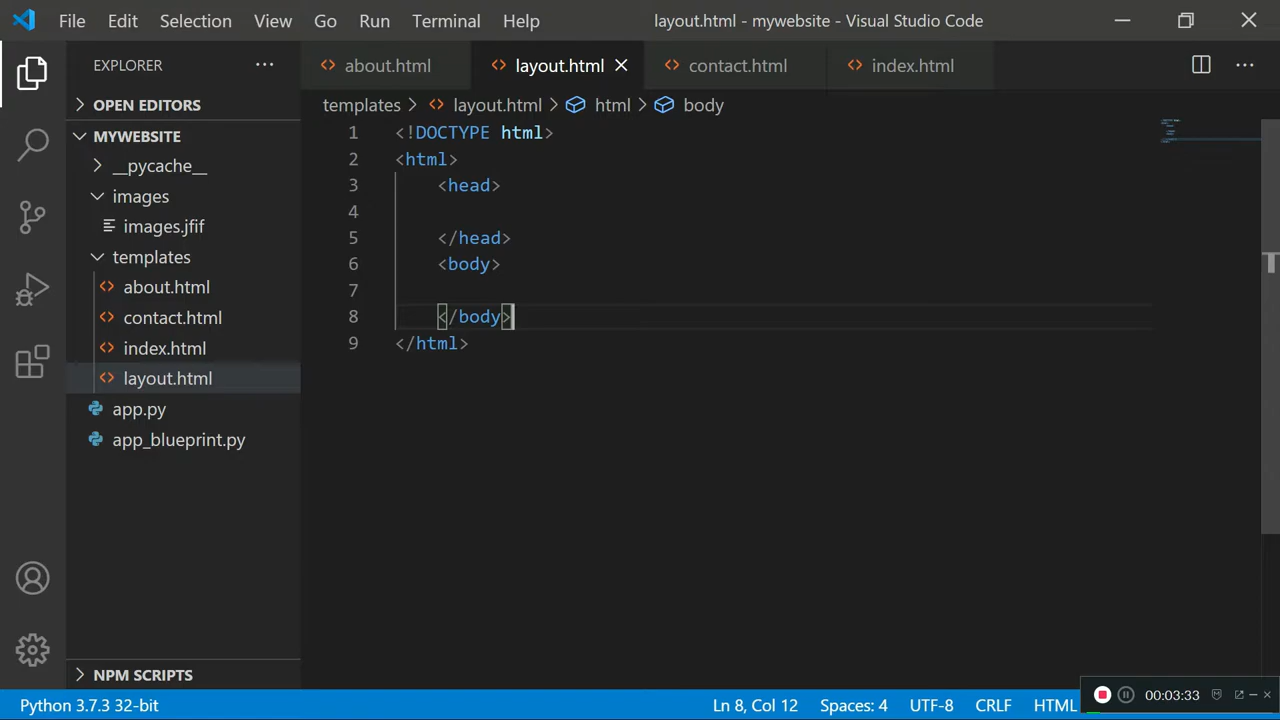 File Edit Selection View Go Run Terminal Help layout.html - mywebsite - Visual Studio Code
EXPLORER
about.html layout.html contact.html index.html
OPEN EDITORS
templates layout.html html body
MYWEBSITE
__pycache__
images
images.jfif
templates
about.html
contact.html
index.html
layout.html
app.py
app_blueprint.py
NPM SCRIPTS
1 <!DOCTYPE html>
2 <html>
3 <head>
4
5 </head>
6 <body>
7
8 </body>
9 </html>
Python 3.7.3 32-bit Ln 8, Col 12 Spaces: 4 UTF-8 CRLF HTML
00:03:33